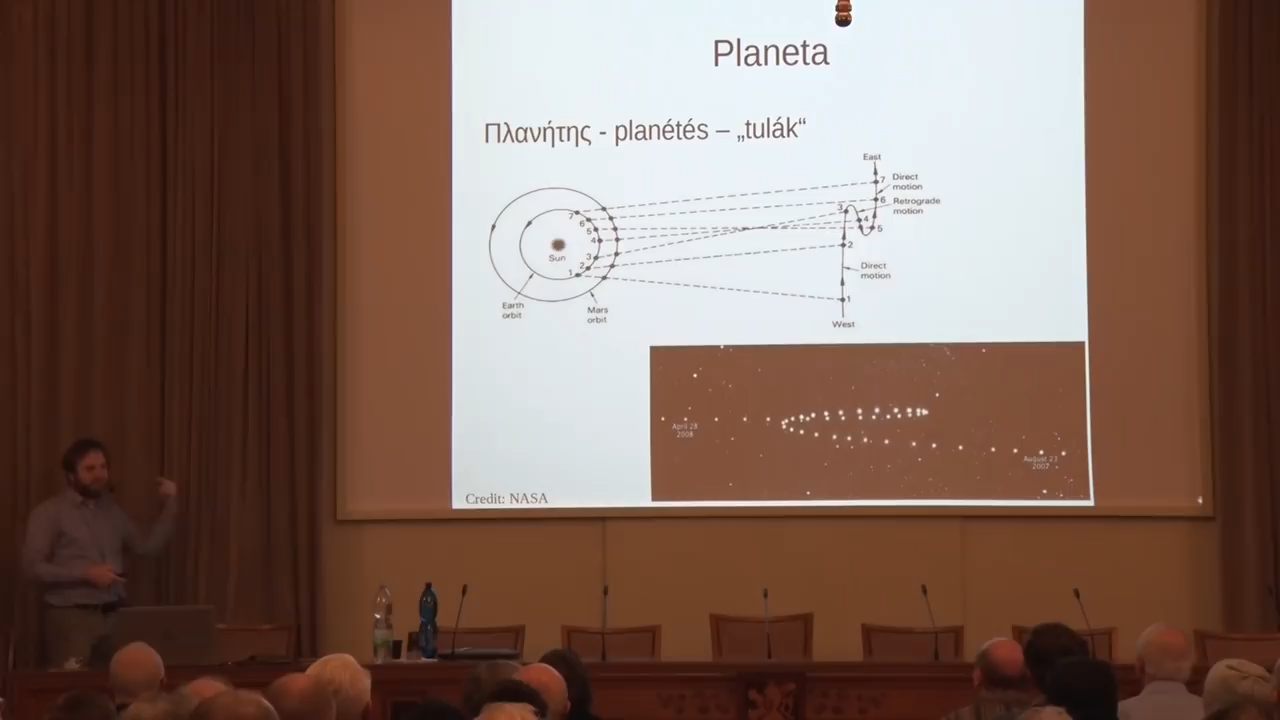 Planeta
Πλανήτης - planétés – „tulák“
East
7
Direct
motion
6
Retrograde
motion
3
4
5
2
Direct
motion
1
West
7
6
5
4
3
2
1
Sun
Earth
orbit
Mars
orbit
April 28
2008
August 27
2007
Credit: NASA